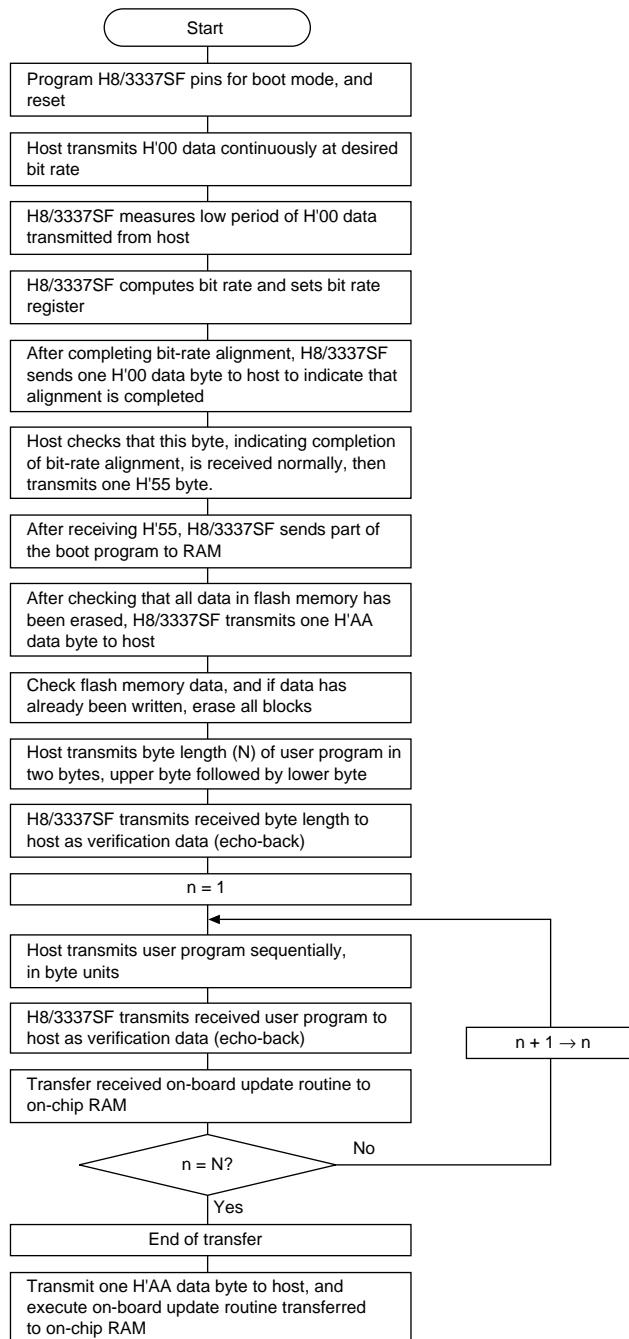 Start
Program H8/3337SF pins for boot mode, and
reset
Host transmits H'00 data continuously at desired
bit rate
H8/3337SF measures low period of H'00 data
transmitted from host
H8/3337SF computes bit rate and sets bit rate
register
After completing bit-rate alignment, H8/3337SF
sends one H'00 data byte to host to indicate that
alignment is completed
Host checks that this byte, indicating completion
of bit-rate alignment, is received normally, then
transmits one H'55 byte.
After receiving H'55, H8/3337SF sends part of
the boot program to RAM
After checking that all data in flash memory has
been erased, H8/3337SF transmits one H'AA
data byte to host
Check flash memory data, and if data has
already been written, erase all blocks
Host transmits byte length (N) of user program in
two bytes, upper byte followed by lower byte
H8/3337SF transmits received byte length to
host as verification data (echo-back)
n = 1
Host transmits user program sequentially,
in byte units
H8/3337SF transmits received user program to
host as verification data (echo-back)
n + 1 → n
Transfer received on-board update routine to
on-chip RAM
No
n = N?
Yes
End of transfer
Transmit one H'AA data byte to host, and
execute on-board update routine transferred
to on-chip RAM